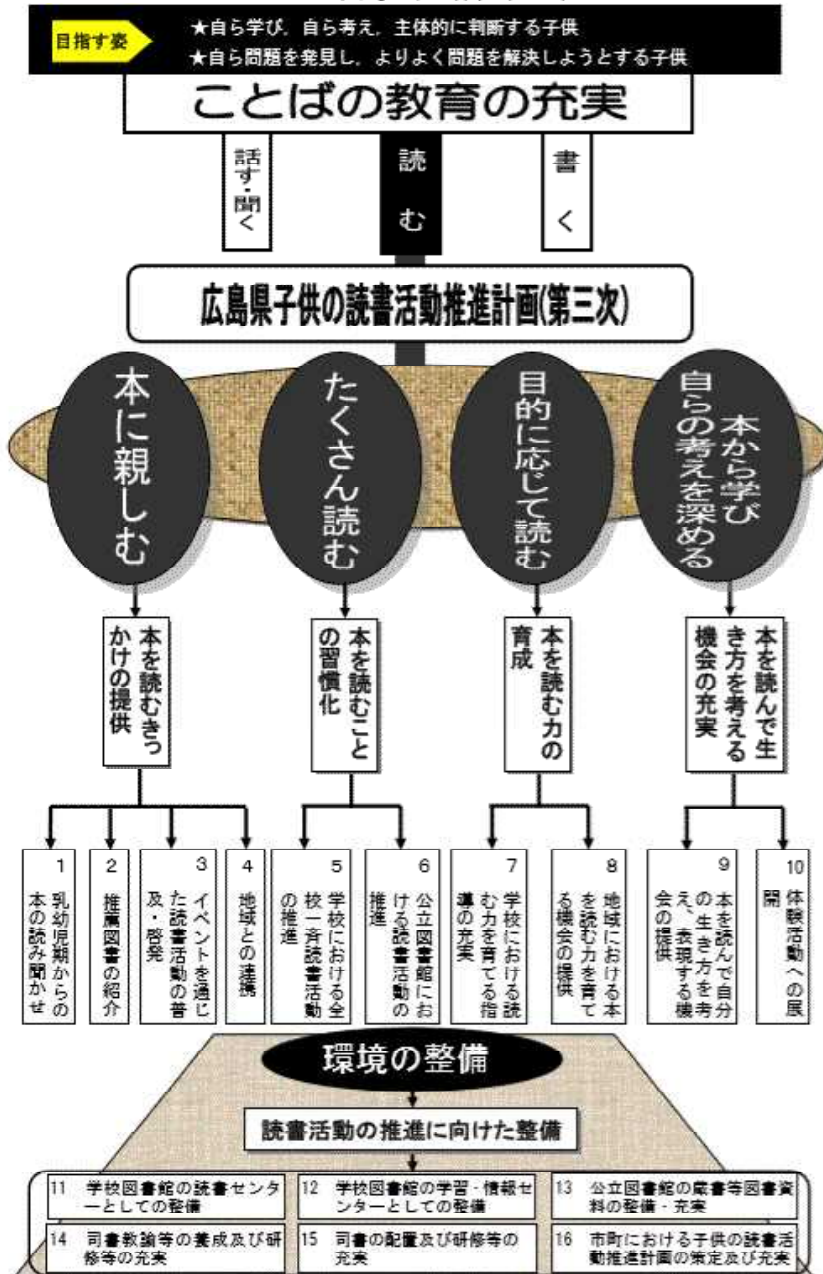 目指す姿
★自ら学び，自ら考え，主体的に判断する子供
★自ら問題を発見し，よりよく問題を解決しようとする子供
ことばの教育の充実
話す・聞く
読む
書く
広島県子供の読書活動推進計画(第三次)
本に親しむ
たくさん読む
目的に応じて読む
本から学び
自らの考えを深める
本を読むきっ
かけの提供
本を読むこと
の習慣化
本を読む力の
育成
本を読んで生
き方を考える
機会の充実
1 乳幼児期からの
本の読み聞かせ
2 推薦図書の紹介
3 イベントを通じ
た読書活動の普
及・啓発
4 地域との連携
5 学校における全
校一斉読書活動
の推進
6 公立図書館にお
ける読書活動の
推進
7 学校における読
む力を育てる指
導の充実
8 地域における本
を読む力を育て
る機会の提供
9 本を読んで自分
の生き方を考
え、表現する機
会の提供
10 体験活動への展
開
環境の整備
読書活動の推進に向けた整備
11 学校図書館の読書センタ
ーとしての整備
12 学校図書館の学習・情報セ
ンターとしての整備
13 公立図書館の蔵書等図書資
料の整備・充実
14 司書教諭等の養成及び研
修等の充実
15 司書の配置及び研修等の
充実
16 市町における子供の読書活
動推進計画の策定及び充実